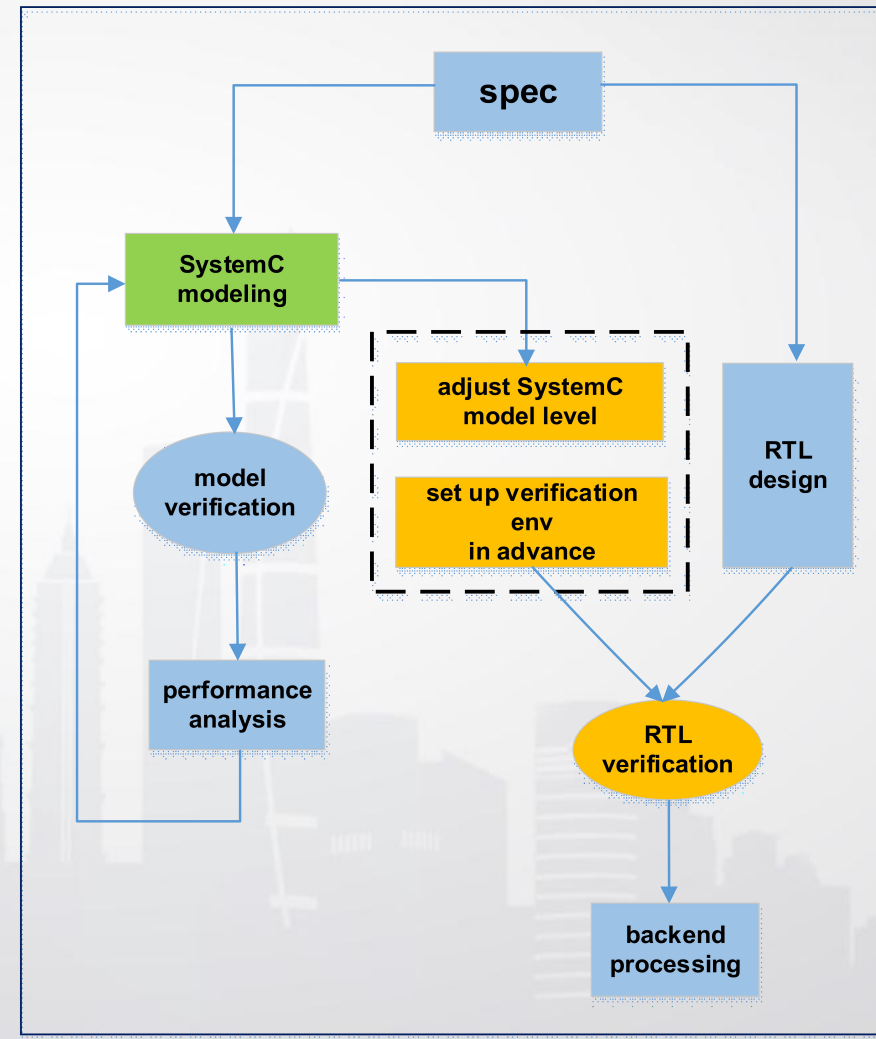 spec
SystemC
modeling
adjust SystemC
model level
model
verification
set up verification
env
in advance
RTL
design
performance
analysis
RTL
verification
backend
processing